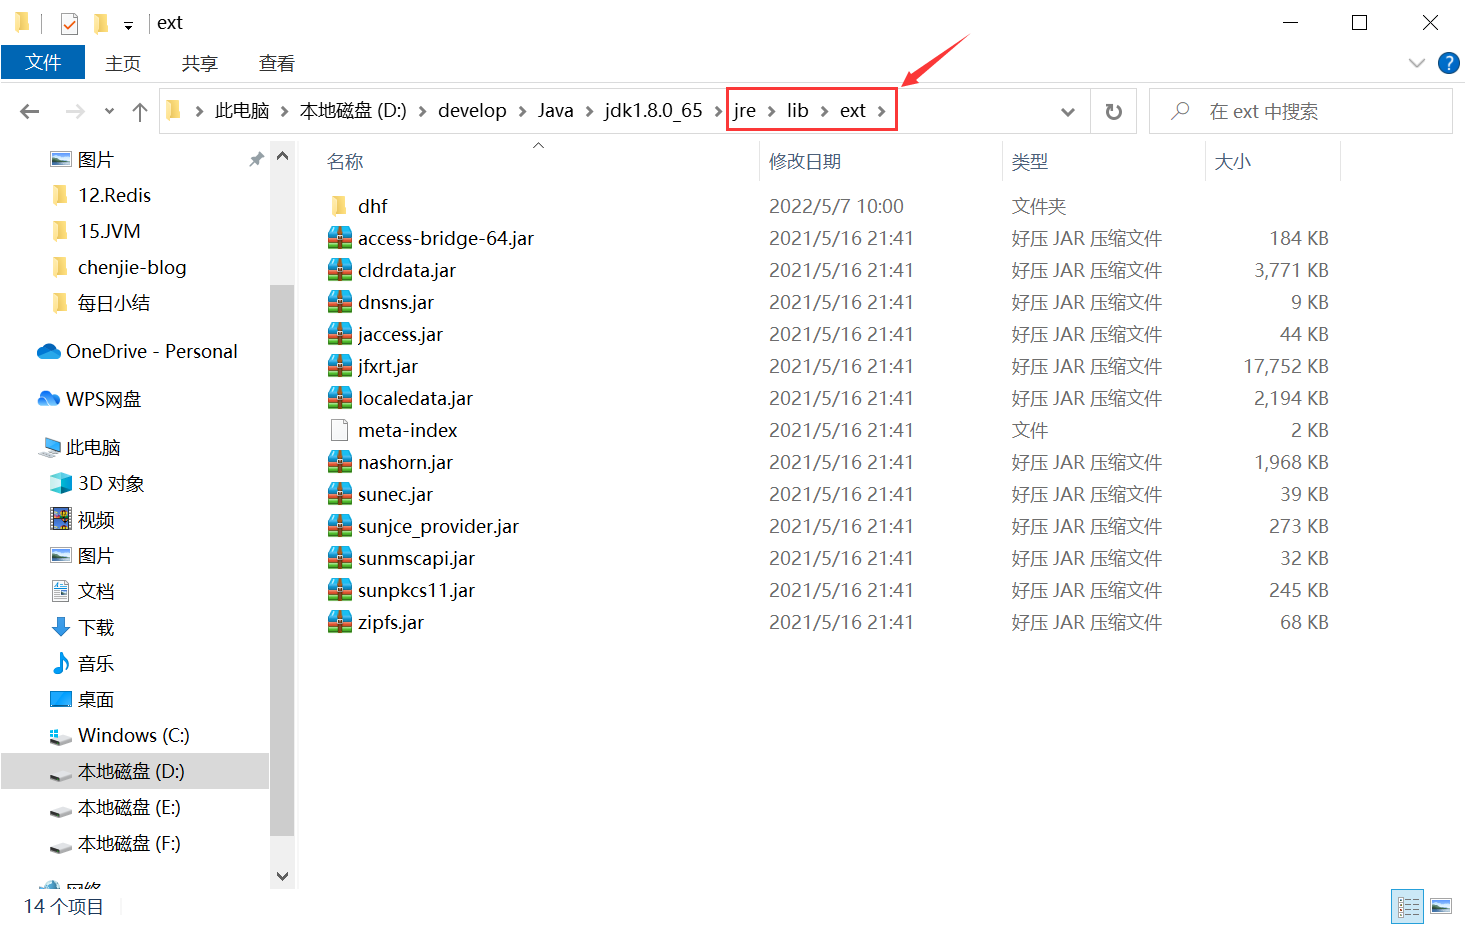 ext
文件 主页 共享 查看
此电脑 本地磁盘 (D:) develop Java jdk1.8.0_65 jre lib ext
在 ext 中搜索
图片
12.Redis
15.JVM
chenjie-blog
每日小结
OneDrive - Personal
WPS网盘
此电脑
3D 对象
视频
图片
文档
下载
音乐
桌面
Windows (C:)
本地磁盘 (D:)
本地磁盘 (E:)
本地磁盘 (F:)
网络
名称 修改日期 类型 大小
dhf 2022/5/7 10:00 文件夹
access-bridge-64.jar 2021/5/16 21:41 好压 JAR 压缩文件 184 KB
cldrdata.jar 2021/5/16 21:41 好压 JAR 压缩文件 3,771 KB
dnsns.jar 2021/5/16 21:41 好压 JAR 压缩文件 9 KB
jaccess.jar 2021/5/16 21:41 好压 JAR 压缩文件 44 KB
jfxrt.jar 2021/5/16 21:41 好压 JAR 压缩文件 17,752 KB
localedata.jar 2021/5/16 21:41 好压 JAR 压缩文件 2,194 KB
meta-index 2021/5/16 21:41 文件 2 KB
nashorn.jar 2021/5/16 21:41 好压 JAR 压缩文件 1,968 KB
sunec.jar 2021/5/16 21:41 好压 JAR 压缩文件 39 KB
sunjce_provider.jar 2021/5/16 21:41 好压 JAR 压缩文件 273 KB
sunmscapi.jar 2021/5/16 21:41 好压 JAR 压缩文件 32 KB
sunpkcs11.jar 2021/5/16 21:41 好压 JAR 压缩文件 245 KB
zipfs.jar 2021/5/16 21:41 好压 JAR 压缩文件 68 KB
14 个项目